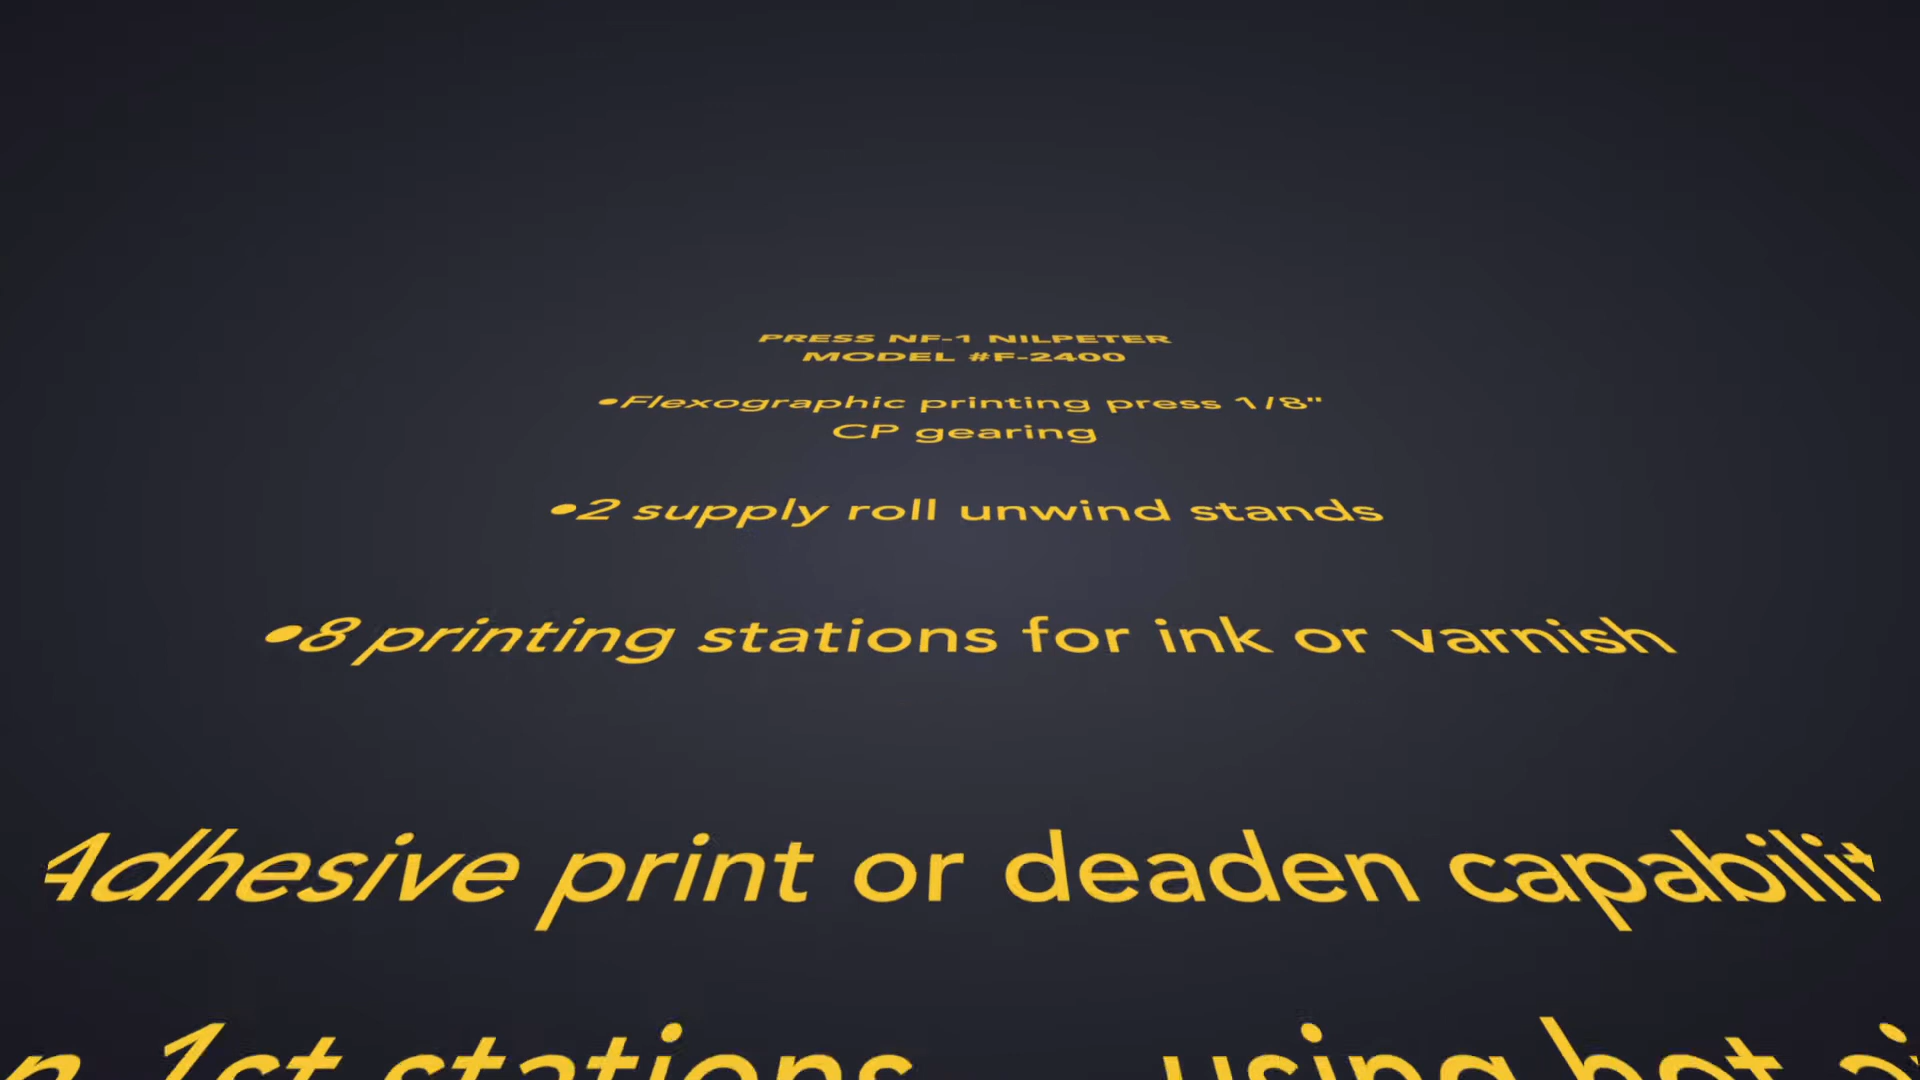 PRESS NF-1 NILPETER
MODEL #F-2400
•Flexographic printing press 1/8"
CP gearing
•2 supply roll unwind stands
•8 printing stations for ink or varnish
Adhesive print or deaden capabilit
1st stations using hot